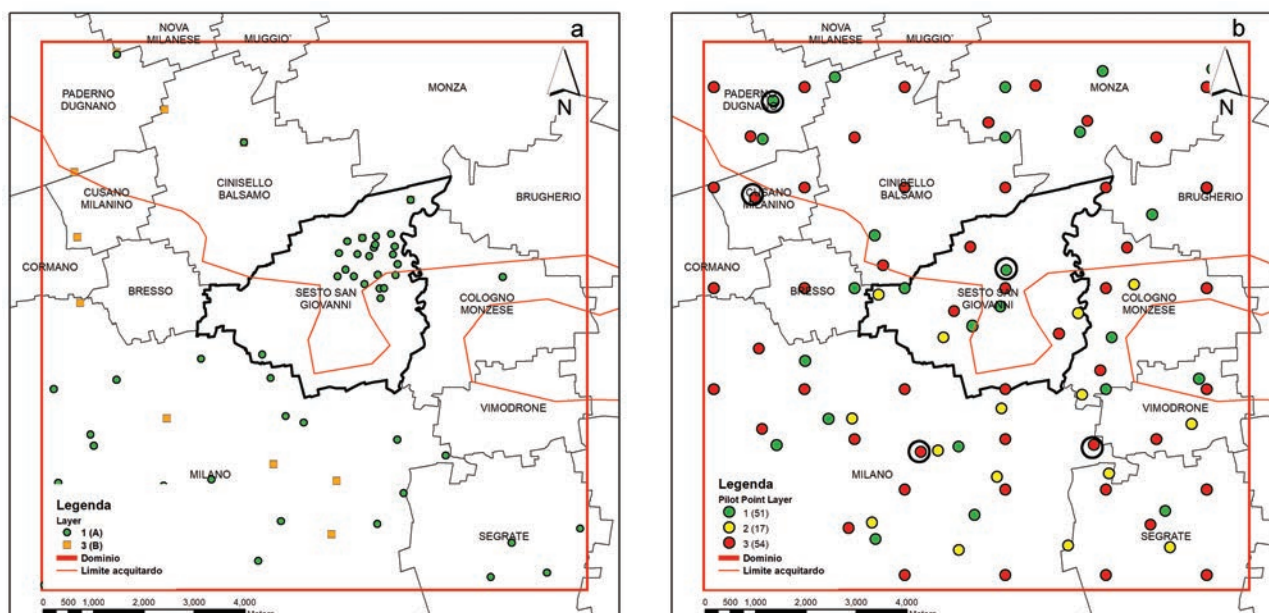 a
NOVA
MILANESE
MUGGIO'
PADERNO
DUGNANO
MONZA
N
CINISELLO
BALSAMO
CUSANO
MILANINO
BRUGHERIO
CORMANO
BRESSO
SESTO SAN
GIOVANNI
COLOGNO
MONZESE
VIMODRONE
MILANO
SEGRATE
Legenda
Layer
1 (A)
3 (B)
Dominio
Limite acquitardo
0 500 1,000 2,000 3,000 4,000
Meters
b
NOVA
MILANESE
MUGGIO'
PADERNO
DUGNANO
MONZA
N
CINISELLO
BALSAMO
CUSANO
MILANINO
BRUGHERIO
CORMANO
BRESSO
SESTO SAN
GIOVANNI
COLOGNO
MONZESE
VIMODRONE
MILANO
SEGRATE
Legenda
Pilot Point Layer
1 (51)
2 (17)
3 (54)
Dominio
Limite acquitardo
0 500 1,000 2,000 3,000 4,000
Meters